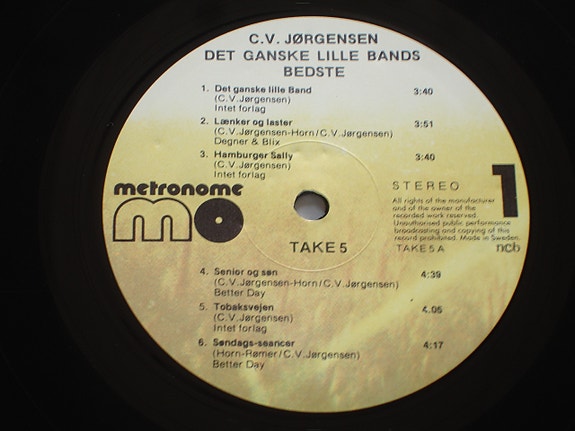 C.V. JØRGENSEN
DET GANSKE LILLE BANDS
BEDSTE
1. Det ganske lille Band 3:40
(C.V.Jørgensen)
Intet forlag
2. Lænker og laster 3:51
(C.V.Jørgensen-Horn/C.V.Jørgensen)
Degner & Blix
3. Hamburger Sally 3:40
(C.V.Jørgensen)
Intet forlag
metronome
mo
STEREO 1
All rights of the manufacturer
and of the owner of the
recorded work reserved.
Unauthorised public performance
broadcasting and copying of this
record prohibited. Made in Sweden.
TAKE 5
TAKE 5 A ncb
4. Senior og søn 4:39
(C.V.Jørgensen-Horn/C.V.Jørgensen)
Better Day
5. Tobaksvejen 4.05
(C.V.Jørgensen)
Intet forlag
6. Søndags-seancer 4:17
(Horn-Rømer/C.V.Jørgensen)
Better Day